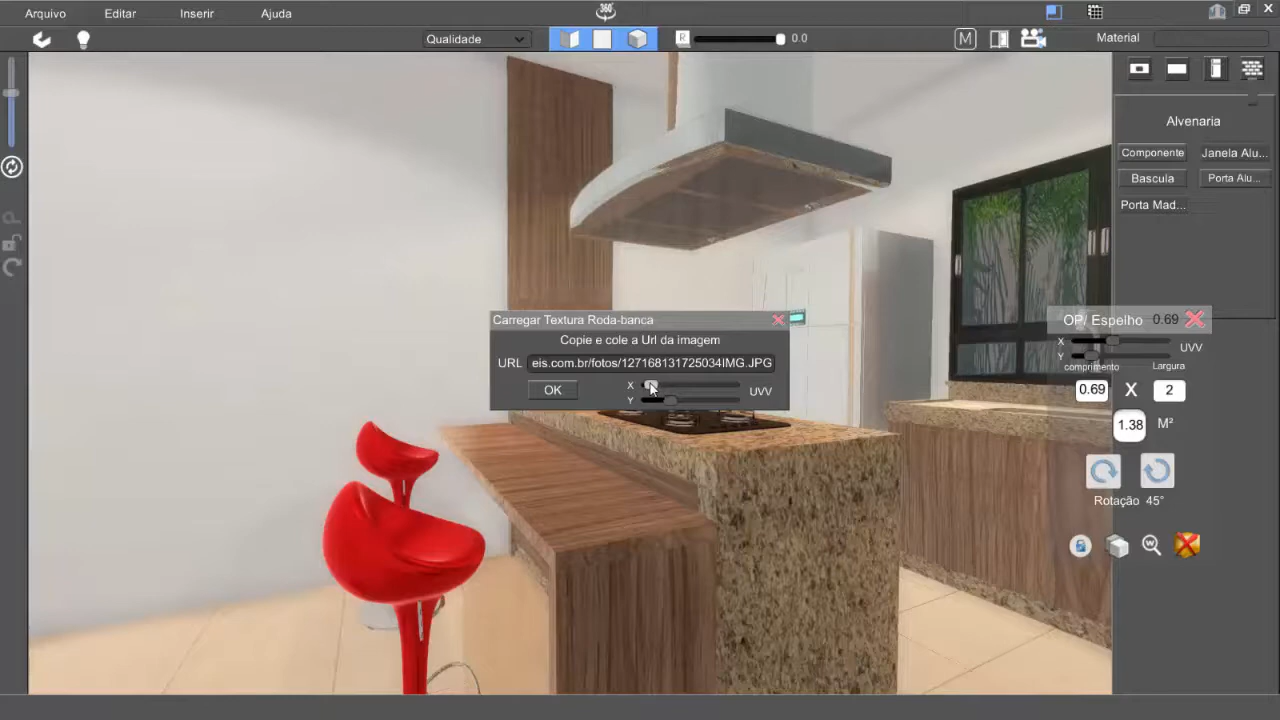 Arquivo Editar Inserir Ajuda
360°
Qualidade R 0.0 M Material
Alvenaria
Componente Janela Alu...
Bascula Porta Alu...
Porta Mad...
Carregar Textura Roda-banca
Copie e cole a Url da imagem
URL eis.com.br/fotos/127168131725034IMG.JPG
OK X Y UVV
OP/ Espelho 0.69
X Y UVV
comprimento Largura
0.69 X 2
1.38 M²
Rotação 45°
W